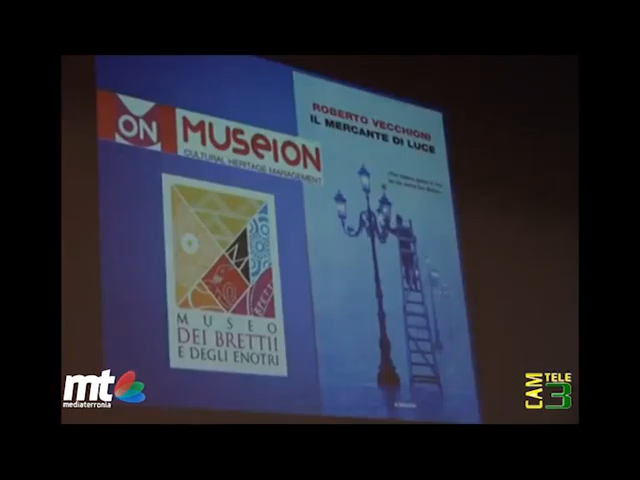 ON
MUSEION
CULTURAL HERITAGE MANAGEMENT
ROBERTO VECCHIONI
IL MERCANTE DI LUCE
MUSEO
DEI BRETTII
E DEGLI ENOTRI
mt
mediaterronia
CAM
TELE
3